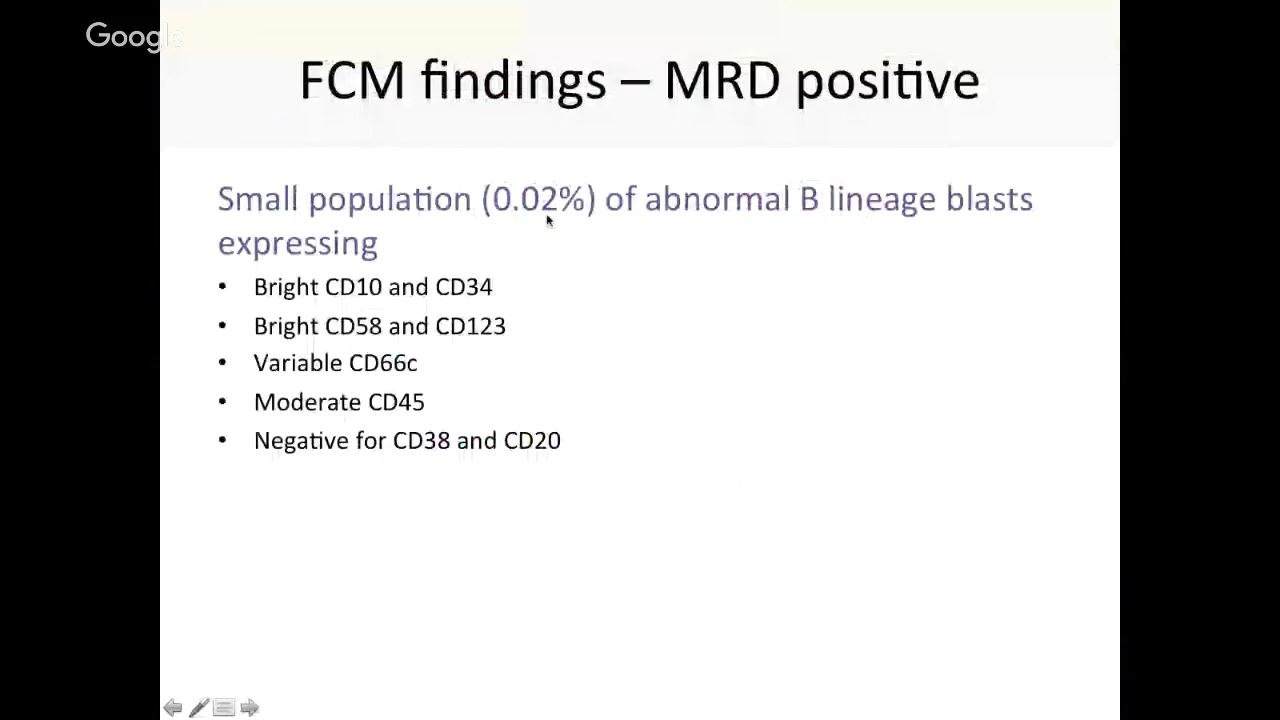 Google
FCM findings – MRD positive
Small population (0.02%) of abnormal B lineage blasts
expressing
• Bright CD10 and CD34
• Bright CD58 and CD123
• Variable CD66c
• Moderate CD45
• Negative for CD38 and CD20